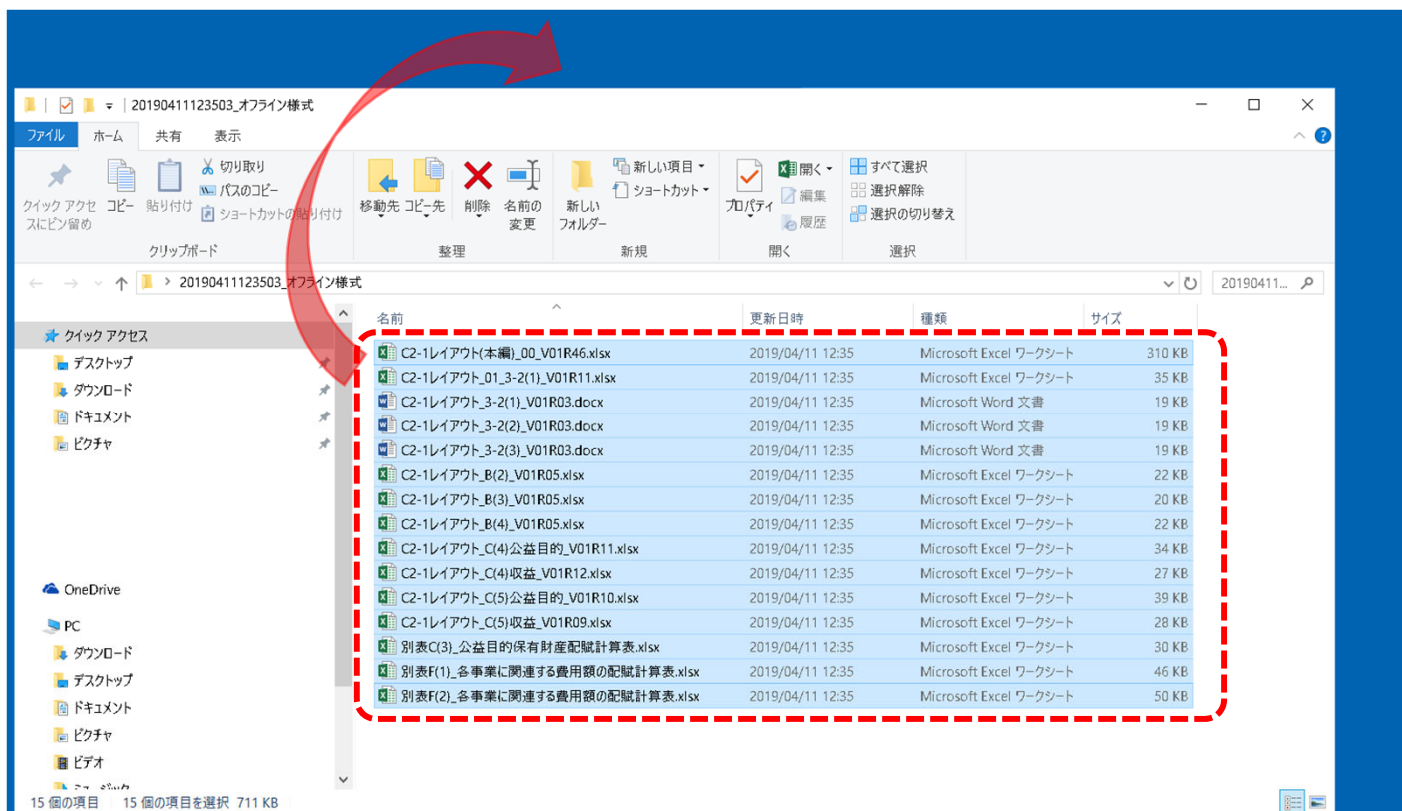 20190411123503_オフライン様式
ファイル ホーム 共有 表示
クイック アクセスにピン留め コピー 貼り付け 切り取り パスのコピー ショートカットの貼り付け
移動先 コピー先 削除 名前の変更 新しいフォルダー 新しい項目 ショートカット
プロパティ 開く 編集 履歴 すべて選択 選択解除 選択の切り替え
クリップボード 整理 新規 開く 選択
20190411123503_オフライン様式 20190411...
名前 更新日時 種類 サイズ
クイック アクセス
デスクトップ
ダウンロード
ドキュメント
ピクチャ
OneDrive
PC
ダウンロード
デスクトップ
ドキュメント
ピクチャ
ビデオ
C2-1レイアウト(本編)_00_V01R46.xlsx 2019/04/11 12:35 Microsoft Excel ワークシート 310 KB
C2-1レイアウト_01_3-2(1)_V01R11.xlsx 2019/04/11 12:35 Microsoft Excel ワークシート 35 KB
C2-1レイアウト_3-2(1)_V01R03.docx 2019/04/11 12:35 Microsoft Word 文書 19 KB
C2-1レイアウト_3-2(2)_V01R03.docx 2019/04/11 12:35 Microsoft Word 文書 19 KB
C2-1レイアウト_3-2(3)_V01R03.docx 2019/04/11 12:35 Microsoft Word 文書 19 KB
C2-1レイアウト_B(2)_V01R05.xlsx 2019/04/11 12:35 Microsoft Excel ワークシート 22 KB
C2-1レイアウト_B(3)_V01R05.xlsx 2019/04/11 12:35 Microsoft Excel ワークシート 20 KB
C2-1レイアウト_B(4)_V01R05.xlsx 2019/04/11 12:35 Microsoft Excel ワークシート 22 KB
C2-1レイアウト_C(4)公益目的_V01R11.xlsx 2019/04/11 12:35 Microsoft Excel ワークシート 34 KB
C2-1レイアウト_C(4)収益_V01R12.xlsx 2019/04/11 12:35 Microsoft Excel ワークシート 27 KB
C2-1レイアウト_C(5)公益目的_V01R10.xlsx 2019/04/11 12:35 Microsoft Excel ワークシート 39 KB
C2-1レイアウト_C(5)収益_V01R09.xlsx 2019/04/11 12:35 Microsoft Excel ワークシート 28 KB
別表C(3)_公益目的保有財産配賦計算表.xlsx 2019/04/11 12:35 Microsoft Excel ワークシート 30 KB
別表F(1)_各事業に関連する費用額の配賦計算表.xlsx 2019/04/11 12:35 Microsoft Excel ワークシート 46 KB
別表F(2)_各事業に関連する費用額の配賦計算表.xlsx 2019/04/11 12:35 Microsoft Excel ワークシート 50 KB
15 個の項目 15 個の項目を選択 711 KB